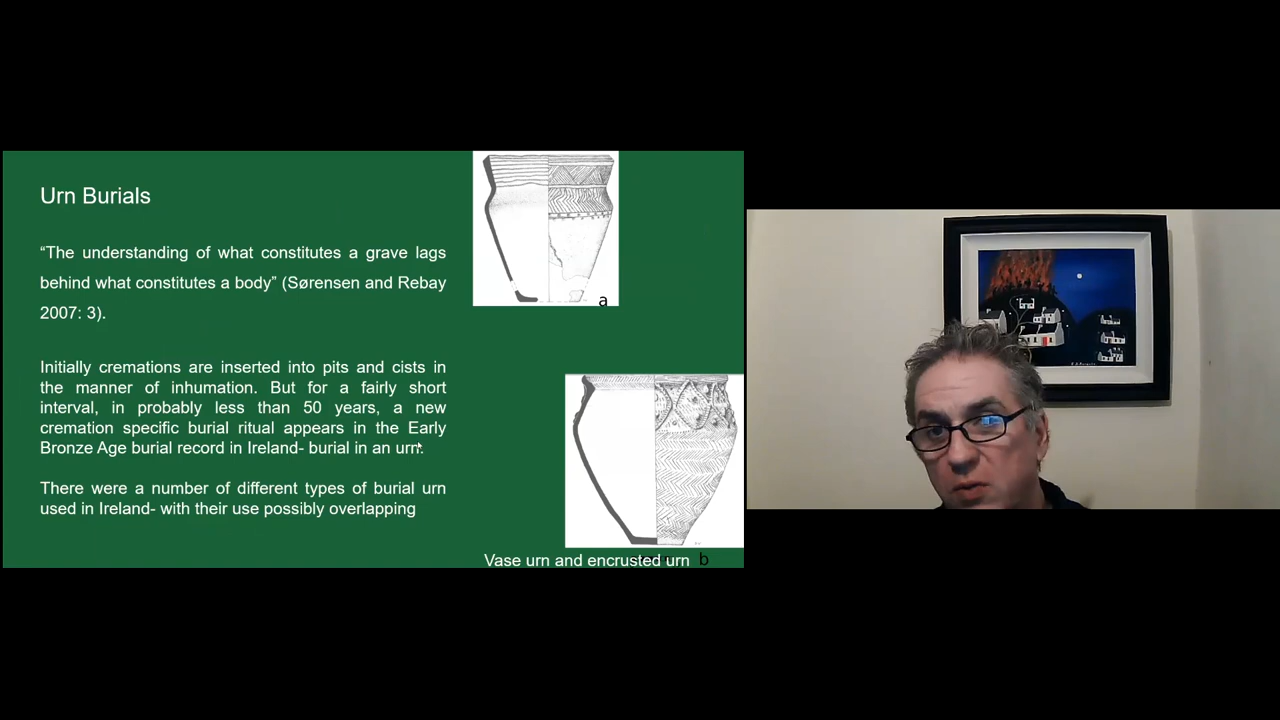 Urn Burials
“The understanding of what constitutes a grave lags
behind what constitutes a body” (Sørensen and Rebay
2007: 3).
Initially cremations are inserted into pits and cists in
the manner of inhumation. But for a fairly short
interval, in probably less than 50 years, a new
cremation specific burial ritual appears in the Early
Bronze Age burial record in Ireland- burial in an urn.
There were a number of different types of burial urn
used in Ireland- with their use possibly overlapping
a
Vase urn and encrusted urn b